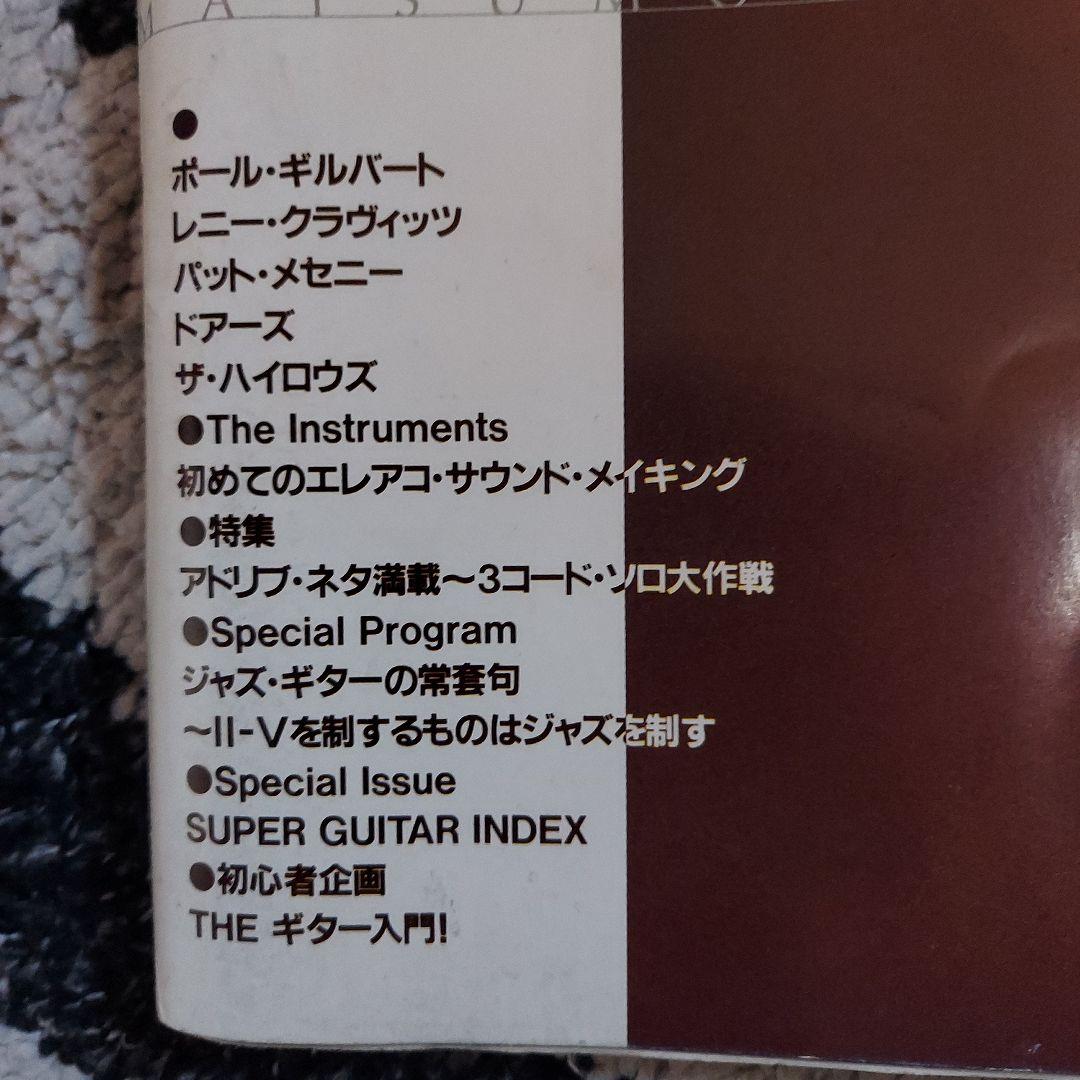 MATSUMO
●
ポール・ギルバート
レニー・クラヴィッツ
パット・メセニー
ドアーズ
ザ・ハイロウズ
●The Instruments
初めてのエレアコ・サウンド・メイキング
●特集
アドリブ・ネタ満載〜3コード・ソロ大作戦
●Special Program
ジャズ・ギターの常套句
〜II-Vを制するものはジャズを制す
●Special Issue
SUPER GUITAR INDEX
●初心者企画
THE ギター入門!